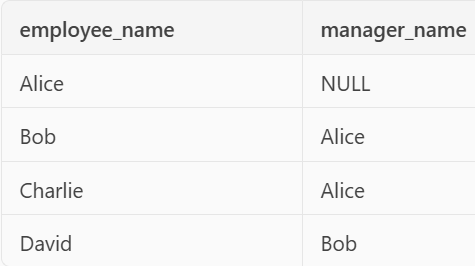 employee_name manager_name
Alice NULL
Bob Alice
Charlie Alice
David Bob